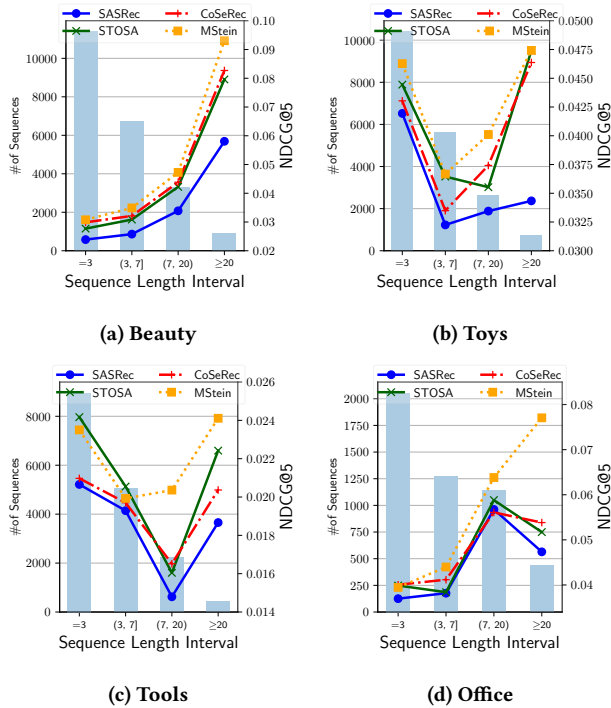 SASRec CoSeRec
STOSA MStein
# of Sequences
10000
8000
6000
4000
2000
0
0.10
0.09
0.08
0.07
0.06
0.05
0.04
0.03
0.02
NDCG@5
=3 (3, 7] (7, 20) ≥20
Sequence Length Interval
(a) Beauty
SASRec CoSeRec
STOSA MStein
# of Sequences
10000
8000
6000
4000
2000
0
0.0500
0.0475
0.0450
0.0425
0.0400
0.0375
0.0350
0.0325
0.0300
NDCG@5
=3 (3, 7] (7, 20) ≥20
Sequence Length Interval
(b) Toys
SASRec CoSeRec
STOSA MStein
# of Sequences
8000
6000
4000
2000
0
0.026
0.024
0.022
0.020
0.018
0.016
0.014
NDCG@5
=3 (3, 7] (7, 20) ≥20
Sequence Length Interval
(c) Tools
SASRec CoSeRec
STOSA MStein
# of Sequences
2000
1750
1500
1250
1000
750
500
250
0
0.08
0.07
0.06
0.05
0.04
NDCG@5
=3 (3, 7] (7, 20) ≥20
Sequence Length Interval
(d) Office